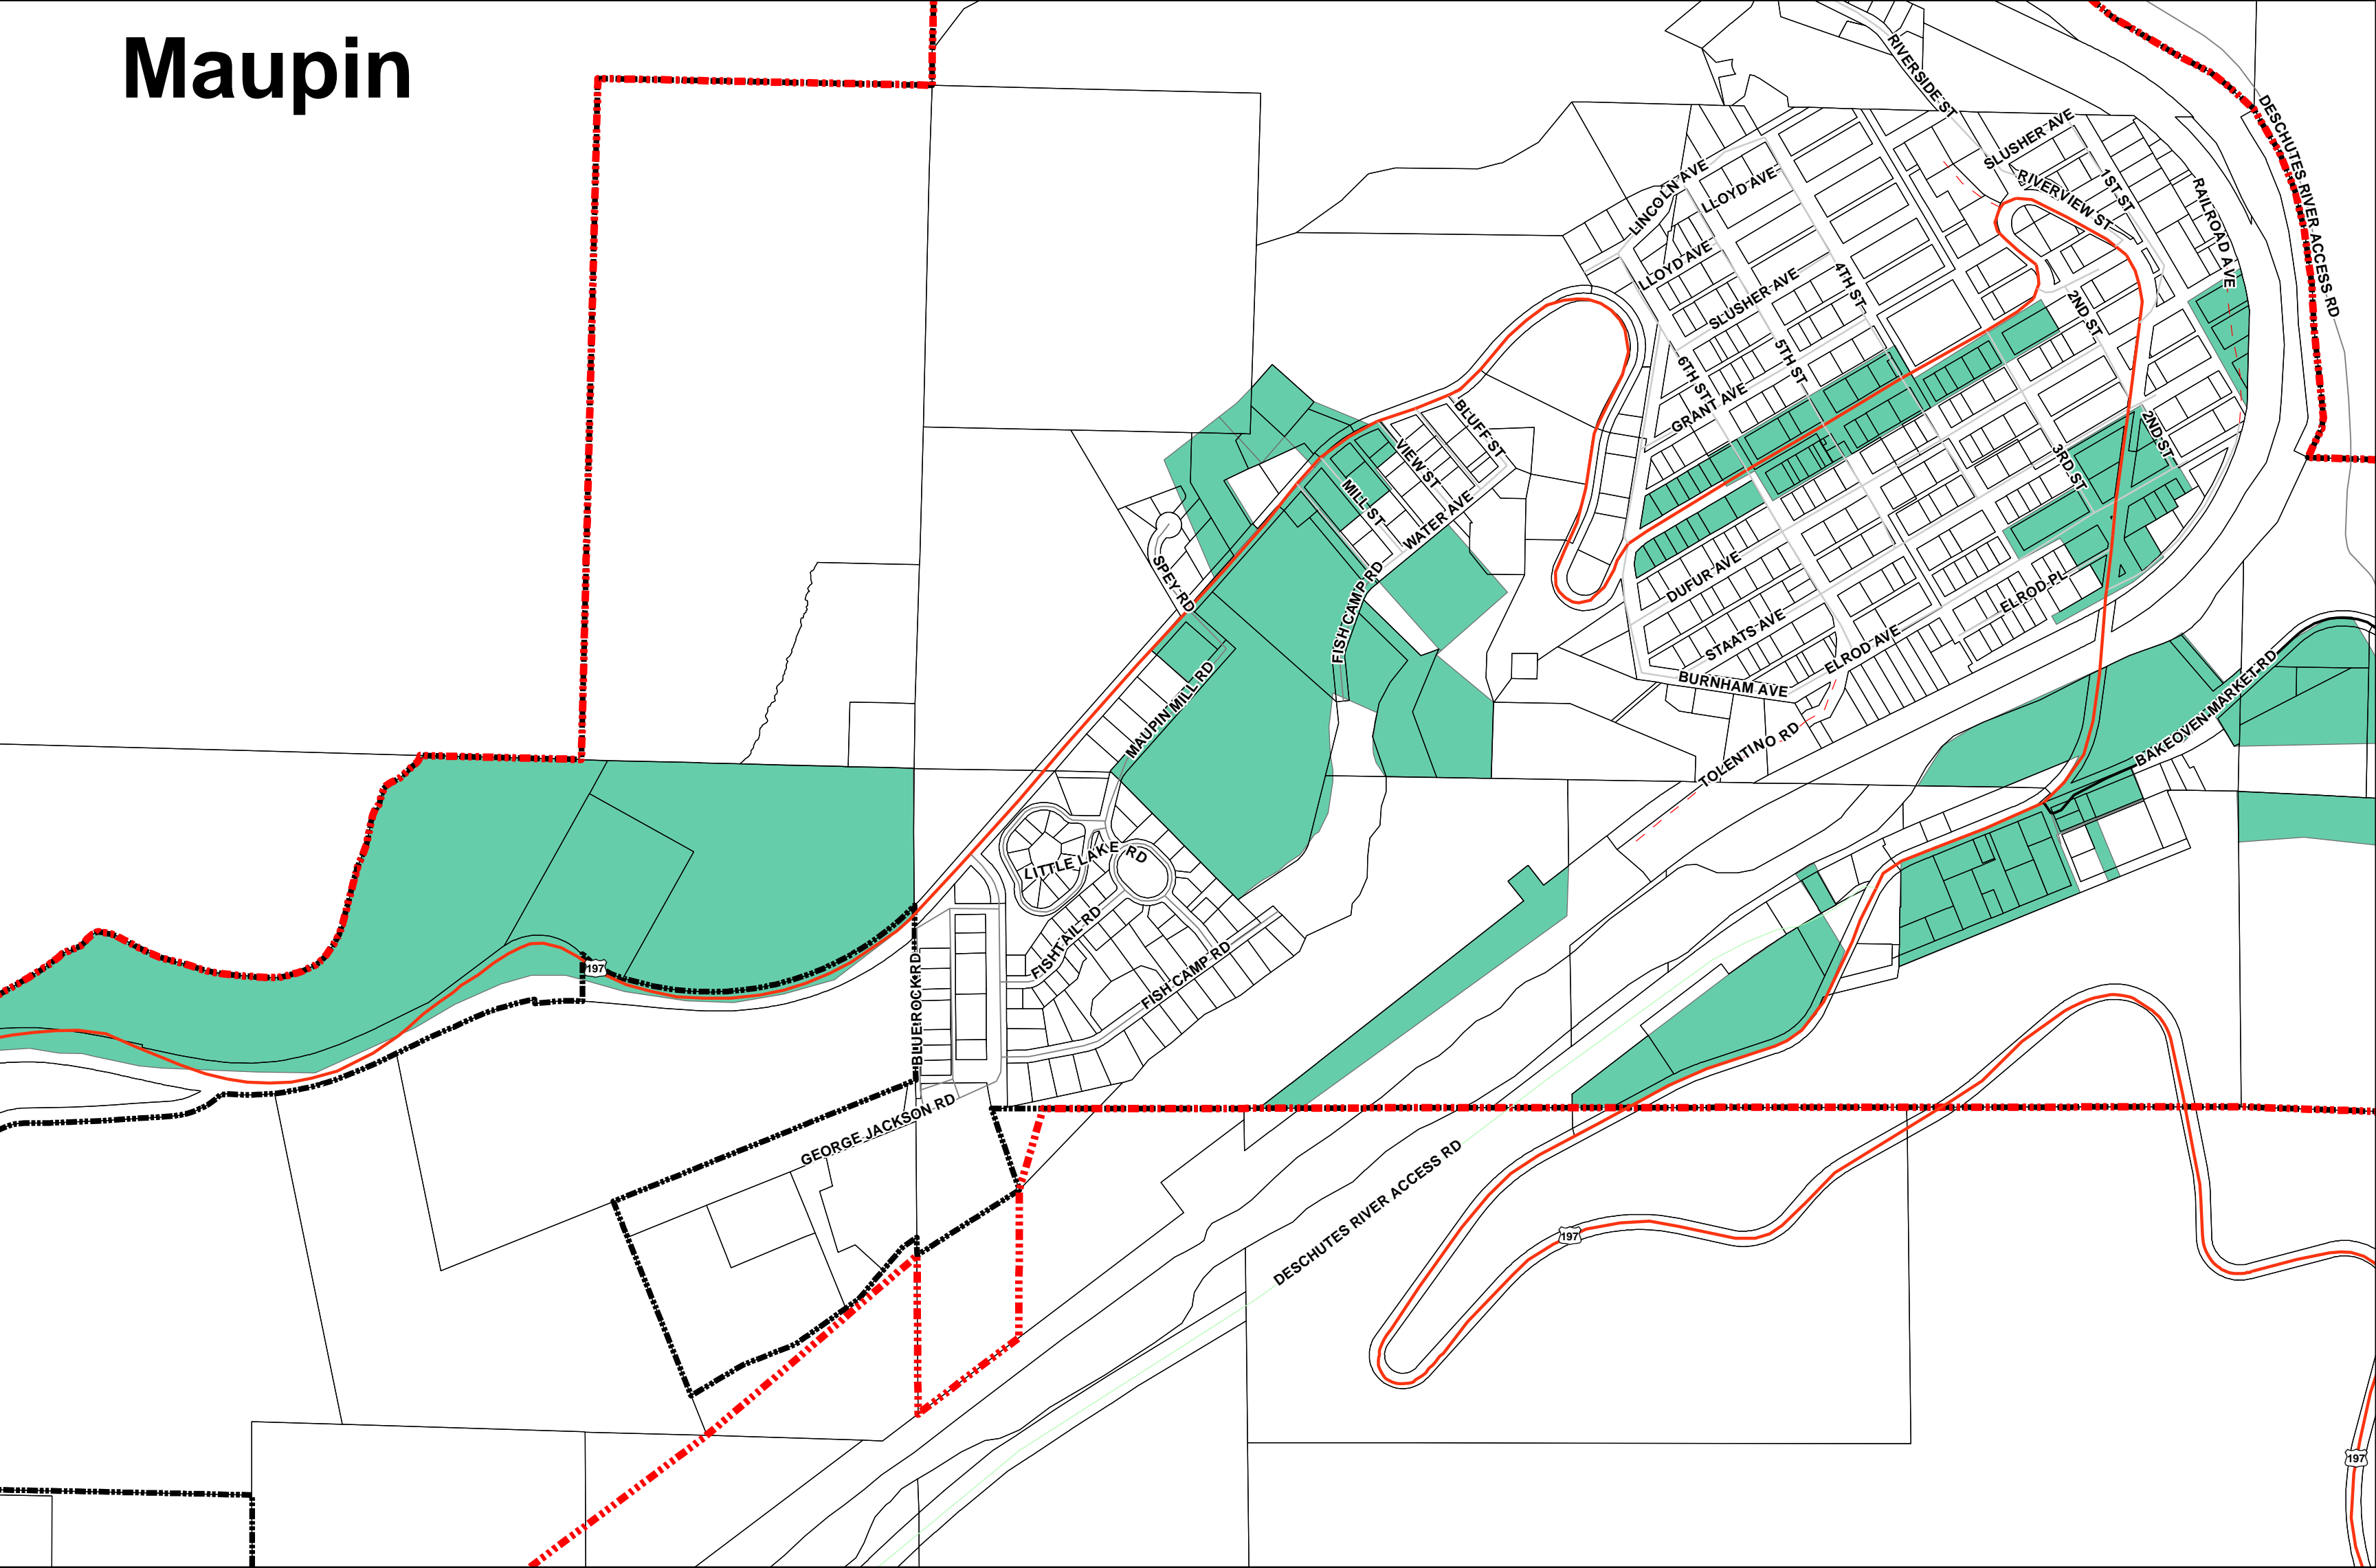 Maupin
RIVERSIDE ST
DESCHUTES RIVER ACCESS RD
SLUSHER AVE
LINCOLN AVE
LLOYD AVE
RIVERVIEW ST
1ST ST
RAILROAD AVE
LLOYD AVE
SLUSHER AVE
4TH ST
2ND ST
5TH ST
6TH ST
GRANT AVE
BLUFF ST
VIEW ST
2ND ST
3RD ST
MILL ST
WATER AVE
SPEY RD
FISH CAMP RD
DUFUR AVE
STAATS AVE
ELROD PL
ELROD AVE
BURNHAM AVE
MAUPIN MILL RD
TOLENTINO RD
BAKEOVEN-MARKET RD
LITTLE LAKE RD
FISHTAIL RD
FISH CAMP RD
197
BLUE ROCK RD
GEORGE JACKSON RD
DESCHUTES RIVER ACCESS RD
197
197